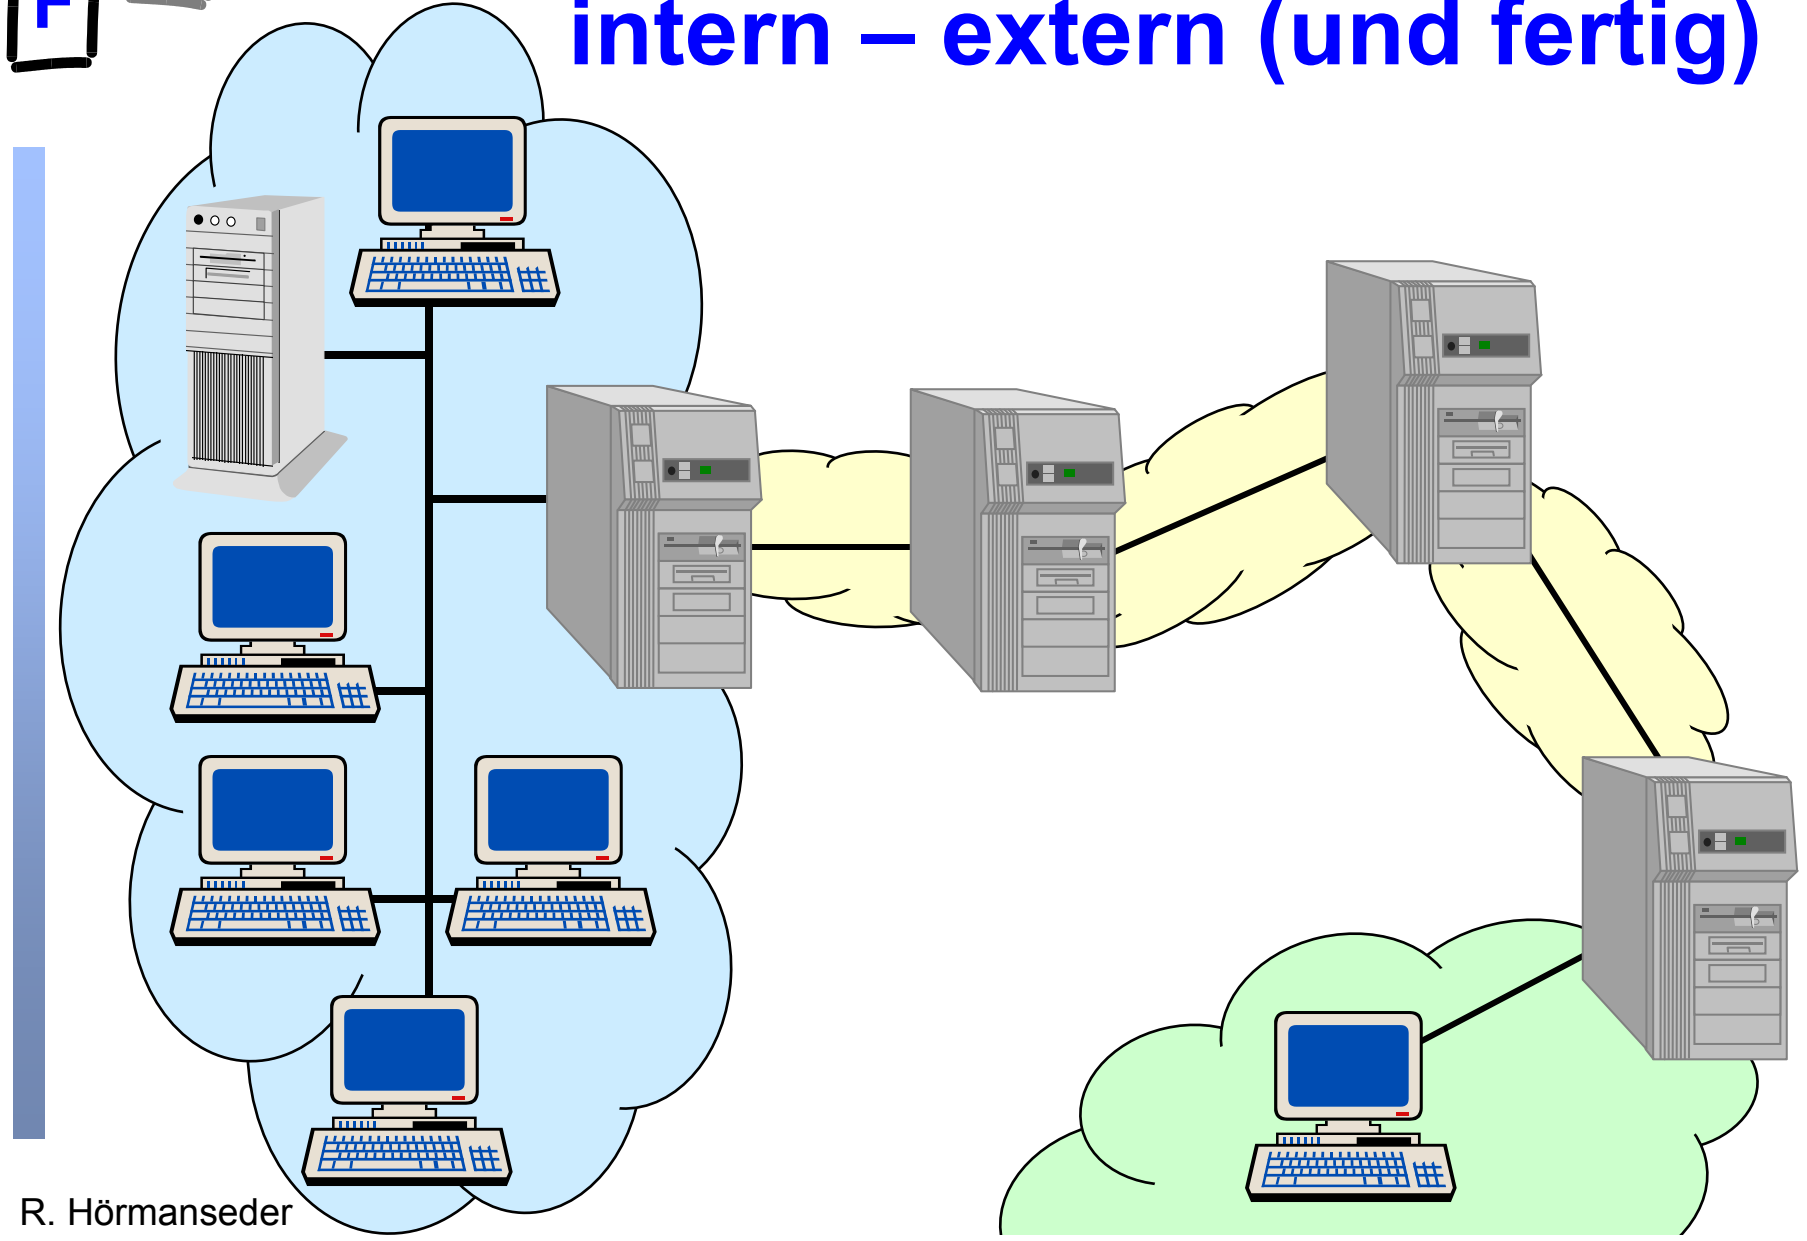 intern – extern (und fertig)
R. Hörmanseder